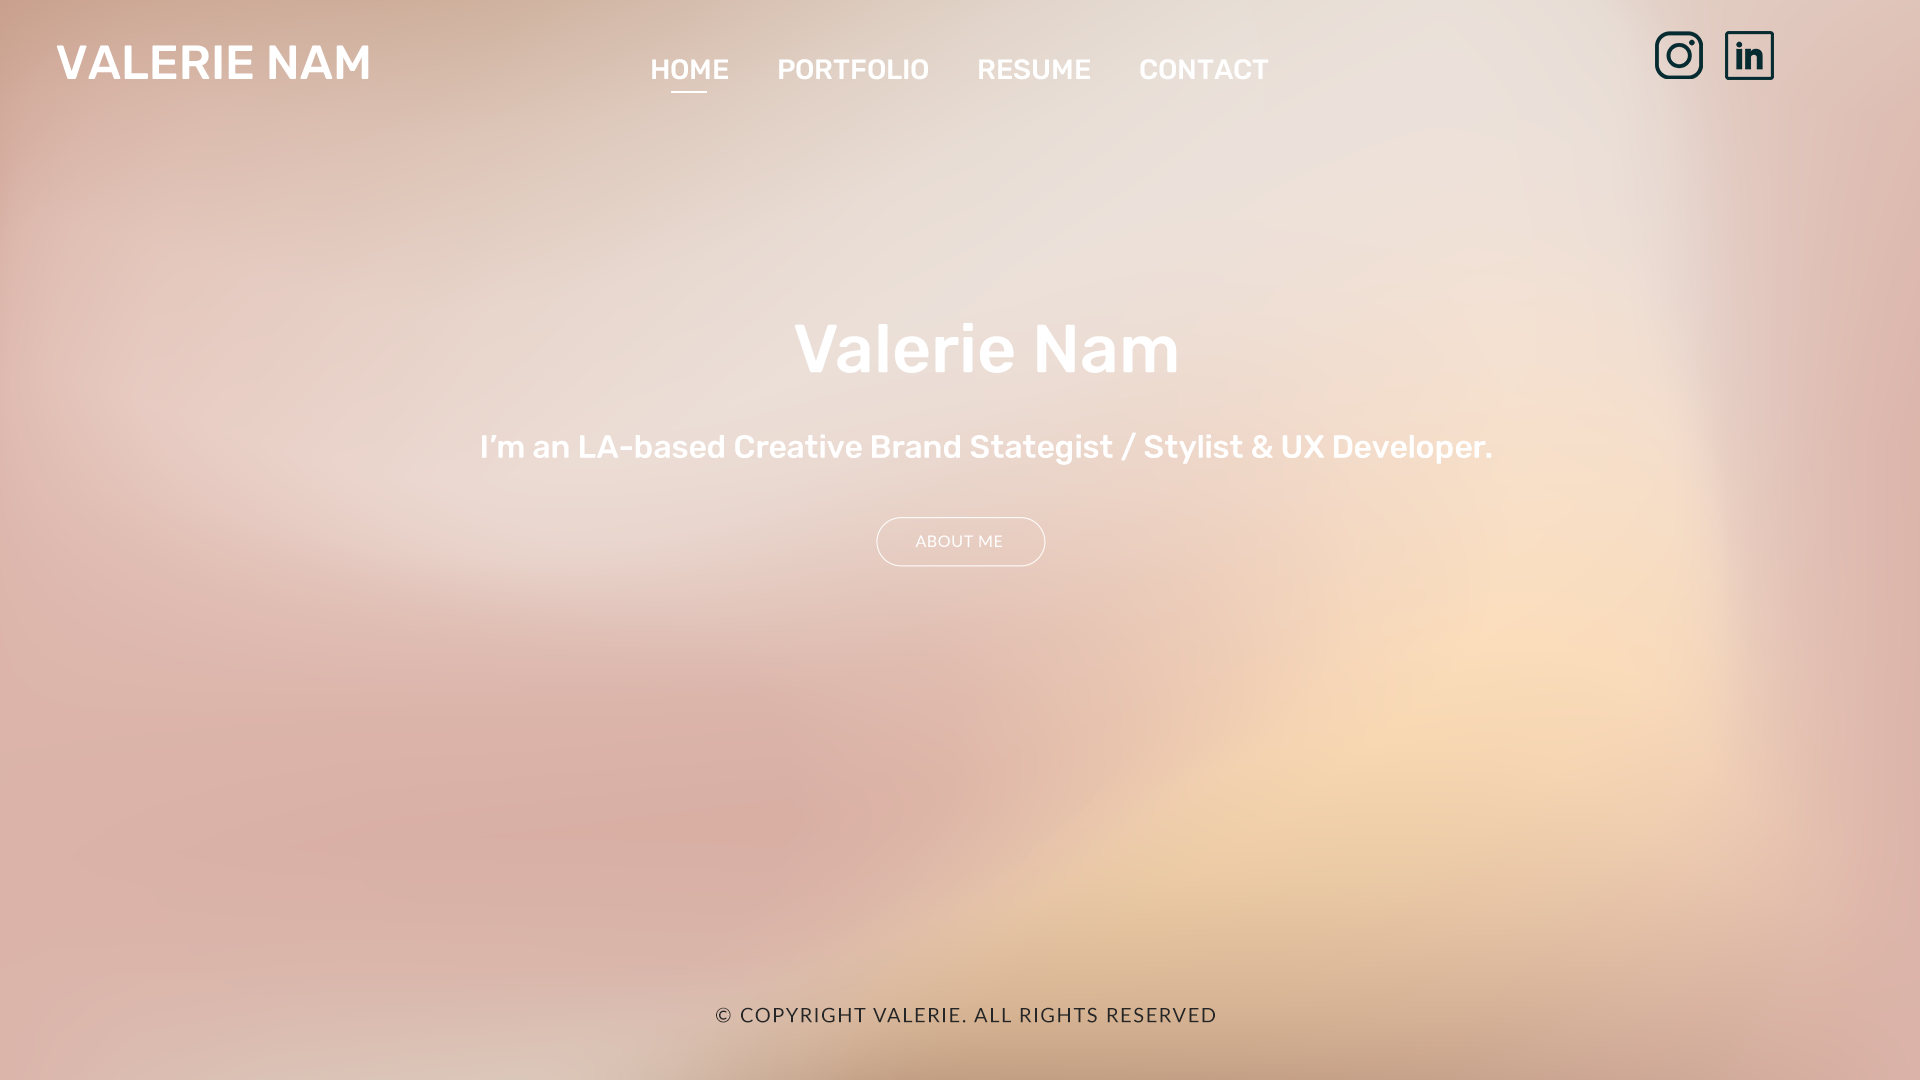 VALERIE NAM
HOME PORTFOLIO RESUME CONTACT
in
Valerie Nam
I'm an LA-based Creative Brand Stategist / Stylist & UX Developer.
ABOUT ME
© COPYRIGHT VALERIE. ALL RIGHTS RESERVED